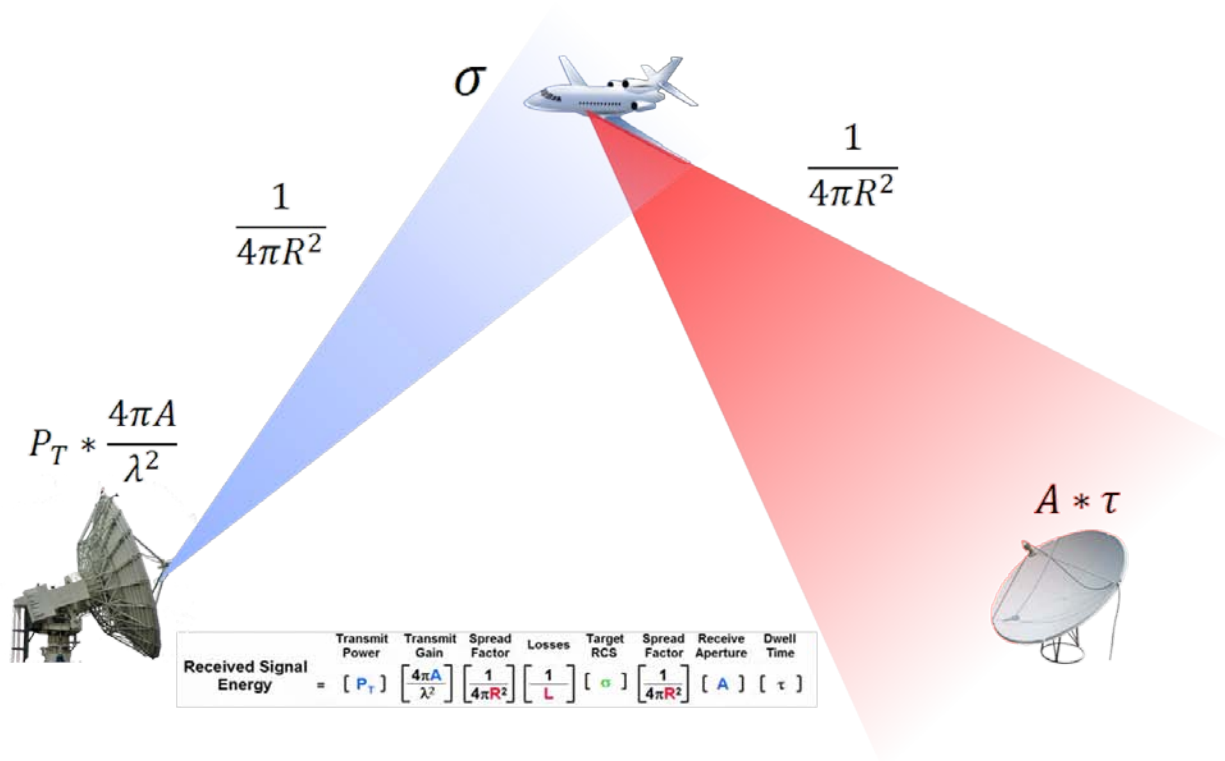 σ
1/(4πR²)
1/(4πR²)
P_T * 4πA/λ²
A * τ
Transmit Power Transmit Gain Spread Factor Losses Target RCS Spread Factor Receive Aperture Dwell Time
Received Signal Energy = [ P_T ] [ 4πA/λ² ] [ 1/4πR² ] [ 1/L ] [ σ ] [ 1/4πR² ] [ A ] [ τ ]